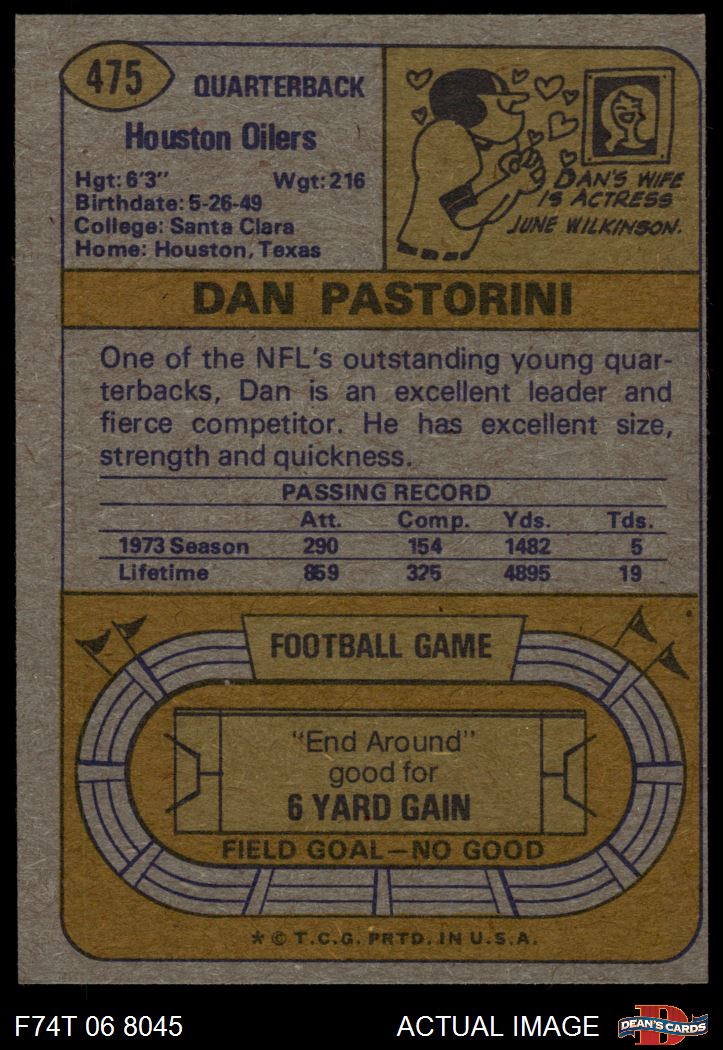 475
QUARTERBACK
Houston Oilers
Hgt: 6'3" Wgt: 216
Birthdate: 5-26-49
College: Santa Clara
Home: Houston, Texas
DAN'S WIFE
IS ACTRESS
JUNE WILKINSON.
DAN PASTORINI
One of the NFL's outstanding young quar-
terbacks, Dan is an excellent leader and
fierce competitor. He has excellent size,
strength and quickness.
PASSING RECORD
Att. Comp. Yds. Tds.
1973 Season 290 154 1482 5
Lifetime 859 325 4895 19
FOOTBALL GAME
"End Around"
good for
6 YARD GAIN
FIELD GOAL—NO GOOD
* © T.C.G. PRTD. IN U.S.A.
F74T 06 8045 ACTUAL IMAGE
D
DEAN'S CARDS